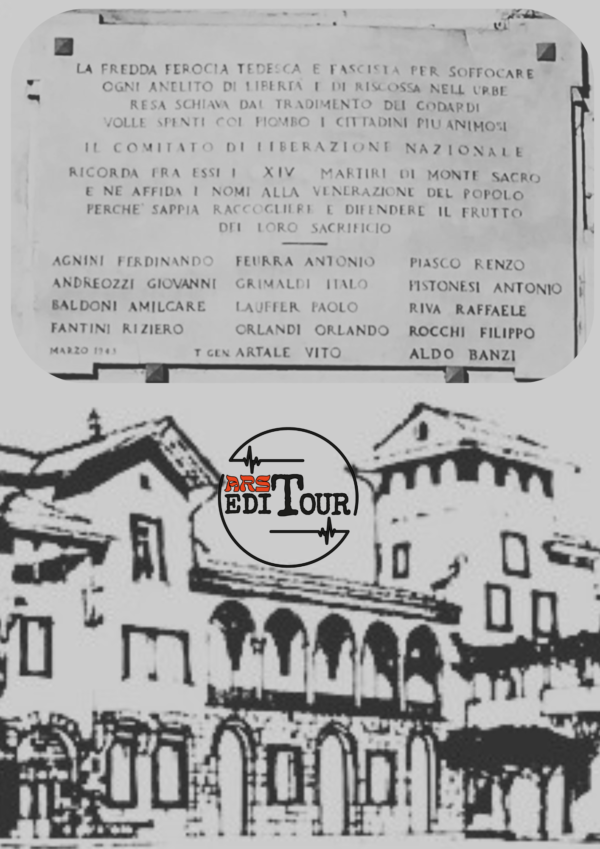 LA FREDDA FEROCIA TEDESCA E FASCISTA PER SOFFOCARE
OGNI ANELITO DI LIBERTÀ E DI RISCOSSA NELL URBE
RESA SCHIAVA DAL TRADIMENTO DEI CODARDI
VOLLE SPENTI COL PIOMBO I CITTADINI PIU ANIMOSI
IL COMITATO DI LIBERAZIONE NAZIONALE
RICORDA FRA ESSI I XIV MARTIRI DI MONTE SACRO
E NE AFFIDA I NOMI ALLA VENERAZIONE DEL POPOLO
PERCHE' SAPPIA RACCOGLIERE E DIFENDERE IL FRUTTO
DEL LORO SACRIFICIO
AGNINI FERDINANDO FEURRA ANTONIO PIASCO RENZO
ANDREOZZI GIOVANNI GRIMALDI ITALO PISTONESI ANTONIO
BALDONI AMILCARE LAUFFER PAOLO RIVA RAFFAELE
FANTINI RIZIERO ORLANDI ORLANDO ROCCHI FILIPPO
MARZO T GEN ARTALE VITO ALDO BANZI
ARS
EDITOUR